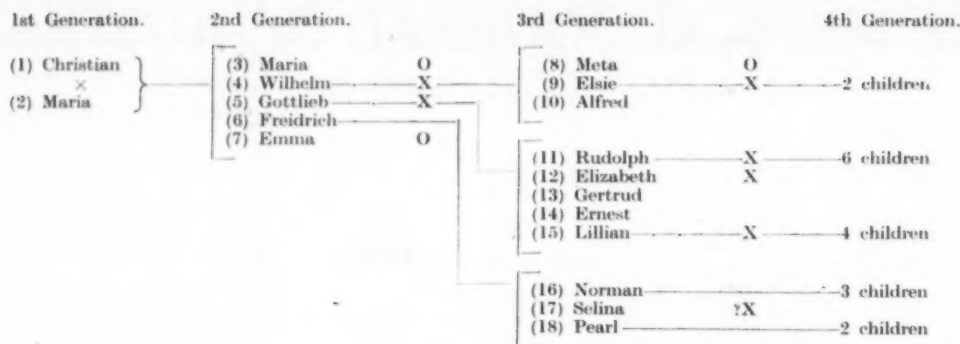 1st Generation. 2nd Generation. 3rd Generation. 4th Generation.
(1) Christian
×
(2) Maria
(3) Maria O
(4) Wilhelm X
(5) Gottlieb X
(6) Freidrich
(7) Emma O
(8) Meta O
(9) Elsie X 2 children
(10) Alfred
(11) Rudolph X 6 children
(12) Elizabeth X
(13) Gertrud
(14) Ernest
(15) Lillian X 4 children
(16) Norman 3 children
(17) Selina ?X
(18) Pearl 2 children